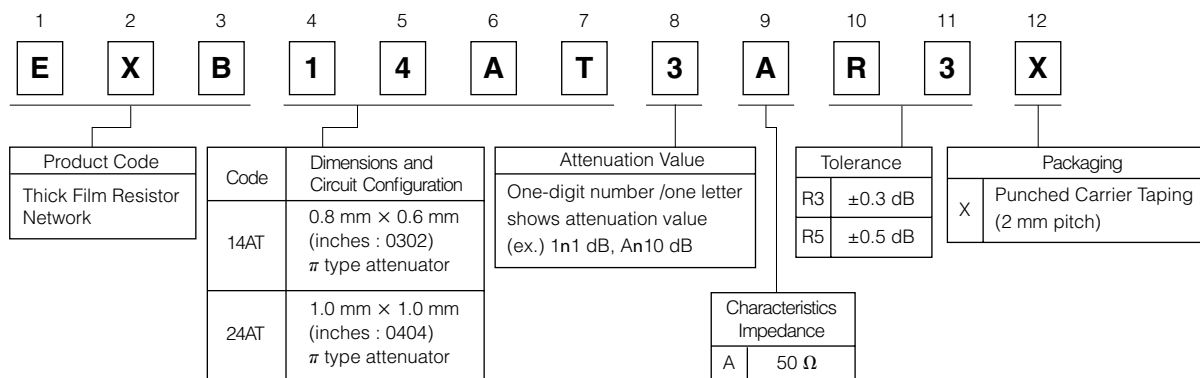 1 2 3 4 5 6 7 8 9 10 11 12
E X B 1 4 A T 3 A R 3 X
Product Code
Thick Film Resistor
Network
Code
Dimensions and
Circuit Configuration
14AT
0.8 mm × 0.6 mm
(inches : 0302)
π type attenuator
24AT
1.0 mm × 1.0 mm
(inches : 0404)
π type attenuator
Attenuation Value
One-digit number /one letter
shows attenuation value
(ex.) 1n1 dB, An10 dB
Characteristics
Impedance
A 50 Ω
Tolerance
R3 ±0.3 dB
R5 ±0.5 dB
Packaging
X
Punched Carrier Taping
(2 mm pitch)